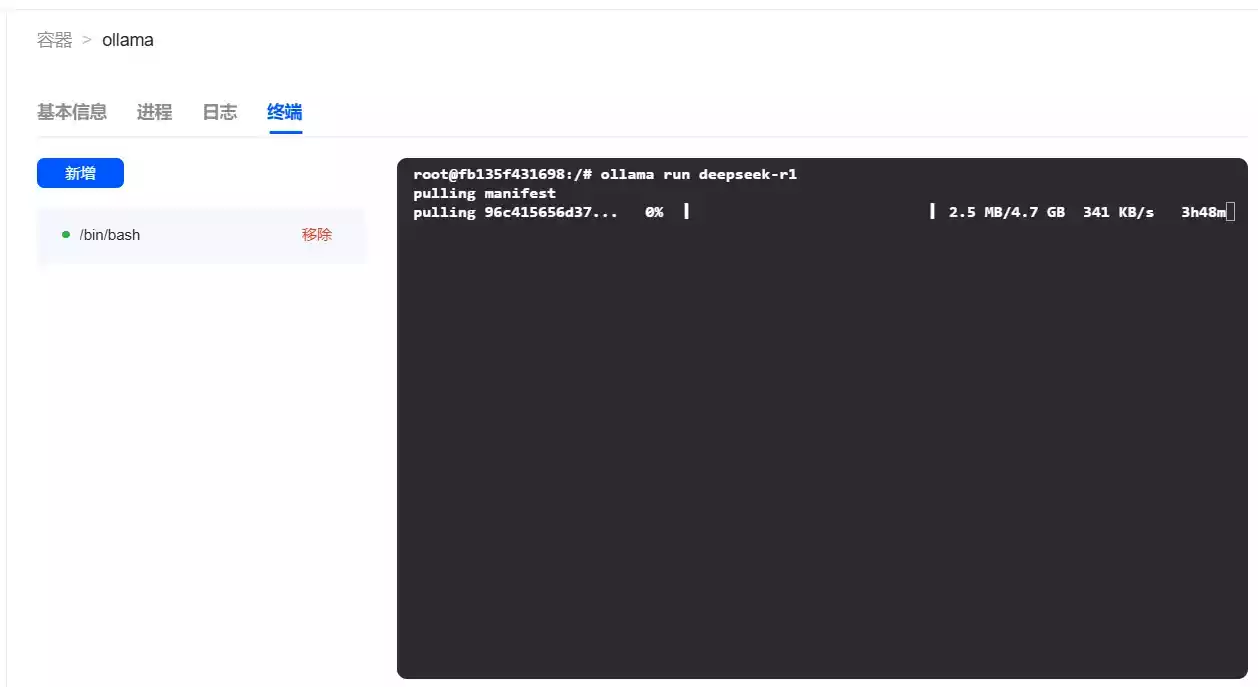 容器 > ollama
基本信息 进程 日志 终端
新增
/bin/bash 移除
root@fb135f431698:/# ollama run deepseek-r1
pulling manifest
pulling 96c415656d37... 0% ▕ ▏ 2.5 MB/4.7 GB 341 KB/s 3h48m